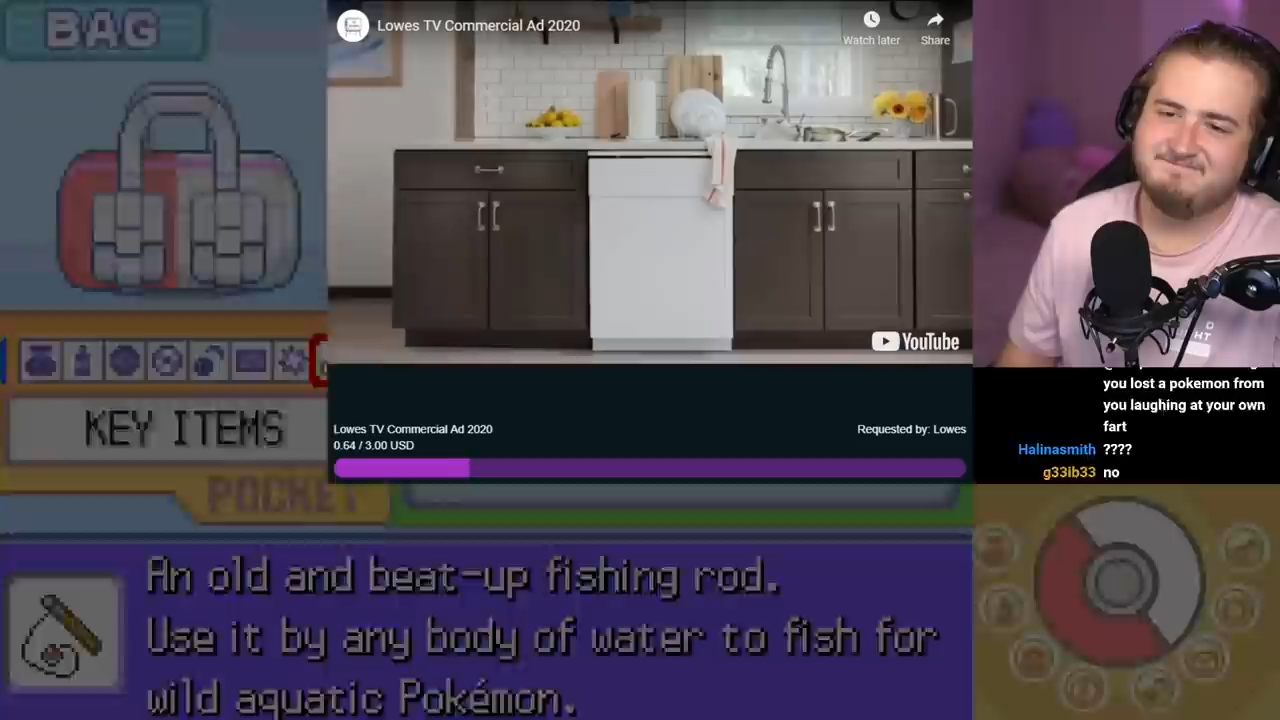 BAG
Lowes TV Commercial Ad 2020
Watch later
Share
YouTube
Lowes TV Commercial Ad 2020
Requested by: Lowes
0.64 / 3.00 USD
you lost a pokemon from
you laughing at your own
fart
Halinasmith ????
g33lb33 no
KEY ITEMS
POCKET
An old and beat-up fishing rod.
Use it by any body of water to fish for
wild aquatic Pokémon.